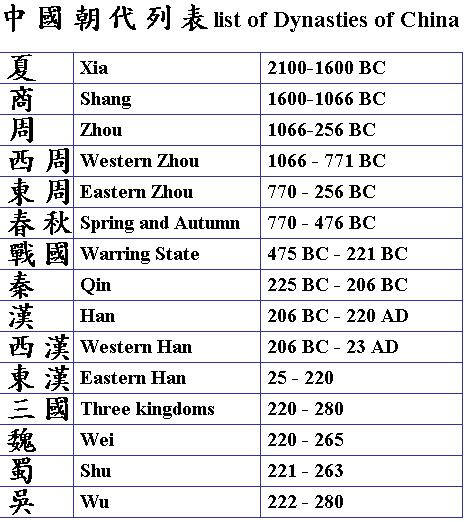 中國朝代列表 list of Dynasties of China
夏 Xia 2100-1600 BC
商 Shang 1600-1066 BC
周 Zhou 1066-256 BC
西周 Western Zhou 1066 - 771 BC
東周 Eastern Zhou 770 - 256 BC
春秋 Spring and Autumn 770 - 476 BC
戰國 Warring State 475 BC - 221 BC
秦 Qin 225 BC - 206 BC
漢 Han 206 BC - 220 AD
西漢 Western Han 206 BC - 23 AD
東漢 Eastern Han 25 - 220
三國 Three kingdoms 220 - 280
魏 Wei 220 - 265
蜀 Shu 221 - 263
吳 Wu 222 - 280